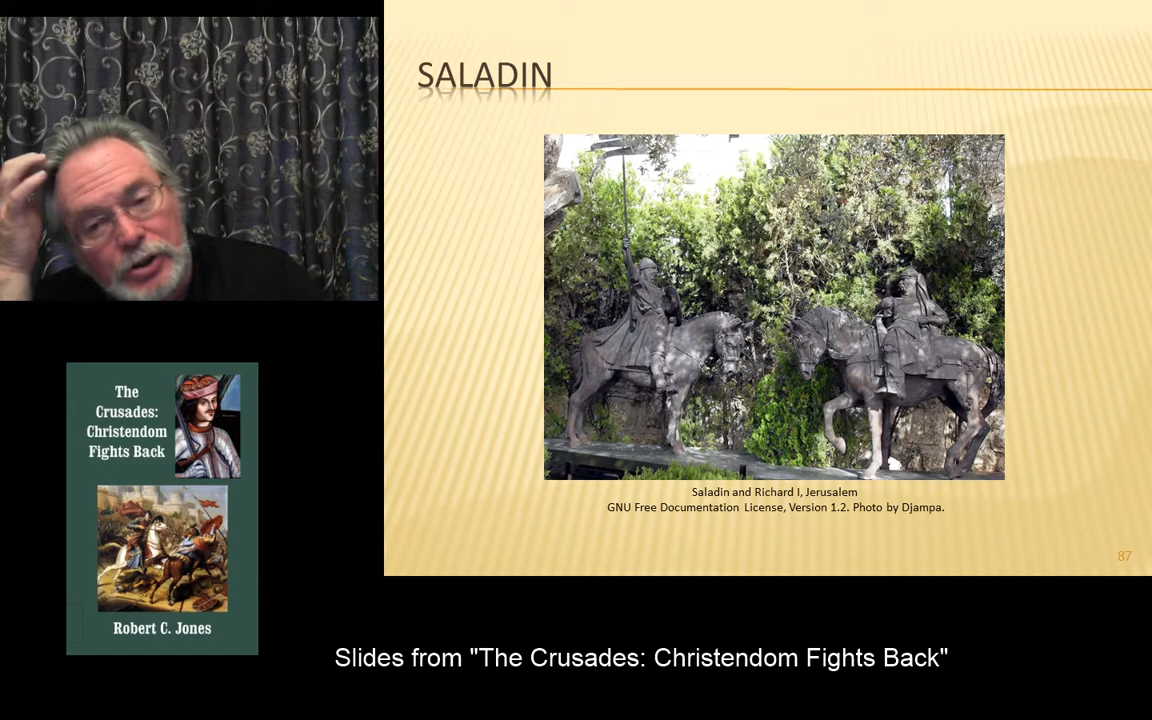 SALADIN
Saladin and Richard I, Jerusalem
GNU Free Documentation License, Version 1.2. Photo by Djampa.
87
The
Crusades:
Christendom
Fights Back
Robert C. Jones
Slides from "The Crusades: Christendom Fights Back"